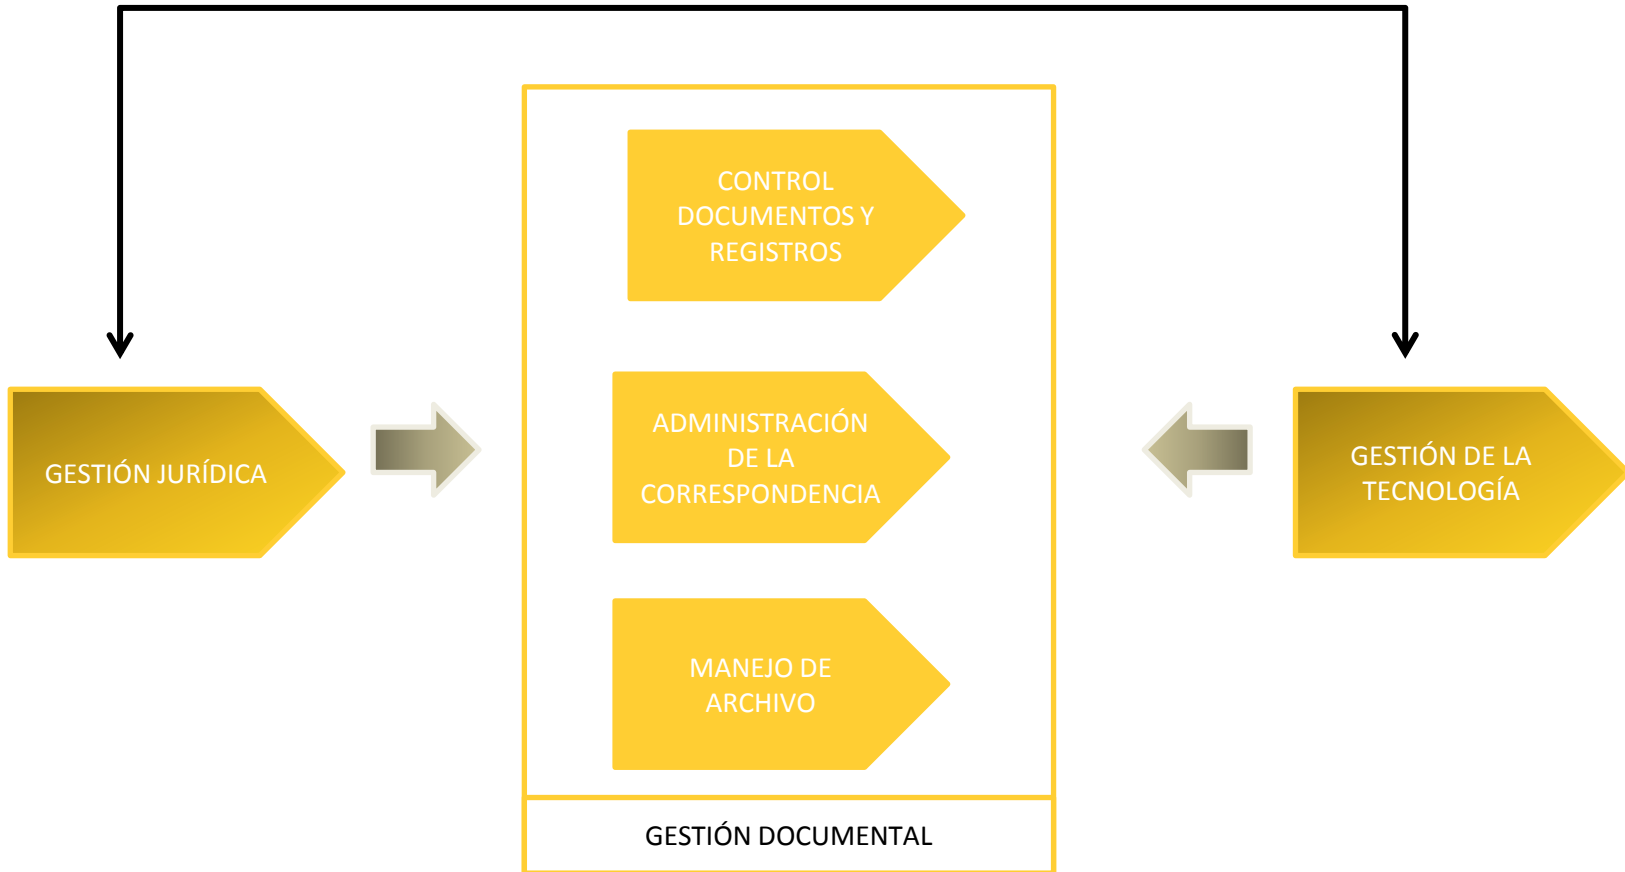 CONTROL
DOCUMENTOS Y
REGISTROS
GESTIÓN JURÍDICA
ADMINISTRACIÓN
DE LA
CORRESPONDENCIA
GESTIÓN DE LA
TECNOLOGÍA
MANEJO DE
ARCHIVO
GESTIÓN DOCUMENTAL